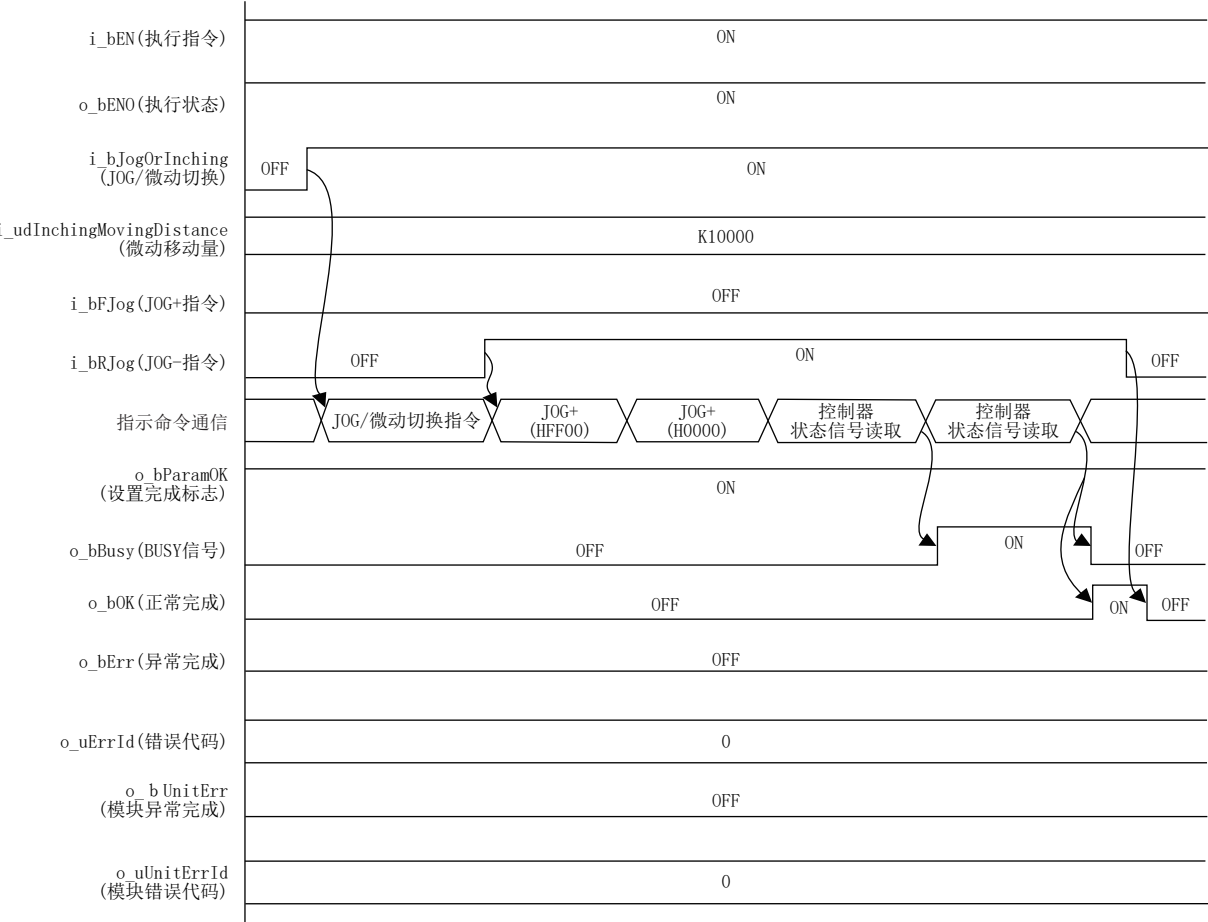 i_bEN(执行指令)
ON
o_bENO(执行状态)
ON
i_bJogOrInching
(JOG/微动切换)
OFF
ON
i_udInchingMovingDistance
(微动移动量)
K10000
i_bFJog(JOG+指令)
OFF
i_bRJog(JOG-指令)
OFF
ON
OFF
指示命令通信
JOG/微动切换指令
JOG+
(HFF00)
JOG+
(H0000)
控制器
状态信号读取
控制器
状态信号读取
o_bParamOK
(设置完成标志)
ON
o_bBusy(BUSY信号)
OFF
ON
OFF
o_bOK(正常完成)
OFF
ON
OFF
o_bErr(异常完成)
OFF
o_uErrId(错误代码)
0
o_b UnitErr
(模块异常完成)
OFF
o_uUnitErrId
(模块错误代码)
0